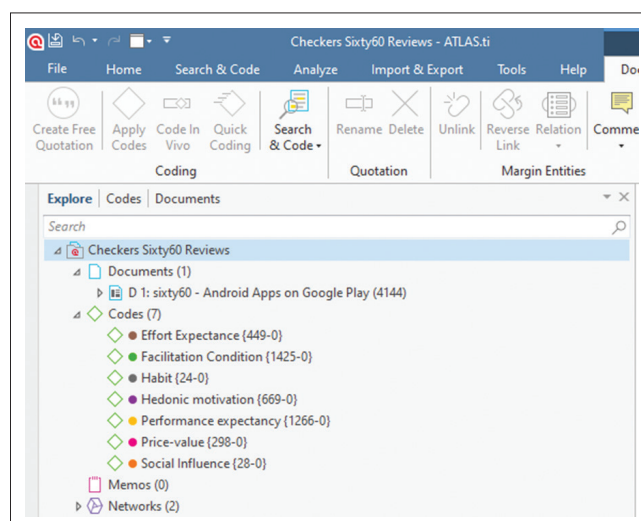 Checkers Sixty60 Reviews - ATLAS.ti
File Home Search & Code Analyze Import & Export Tools Help
Create Free Quotation
Apply Codes
Code In Vivo
Quick Coding
Search & Code
Rename Delete
Unlink
Reverse Link
Relation
Coding Quotation Margin Entities
Explore Codes Documents
Search
Checkers Sixty60 Reviews
Documents (1)
D 1: sixty60 - Android Apps on Google Play (4144)
Codes (7)
Effort Expectance {449-0}
Facilitation Condition {1425-0}
Habit {24-0}
Hedonic motivation {669-0}
Performance expectancy {1266-0}
Price-value {298-0}
Social Influence {28-0}
Memos (0)
Networks (2)